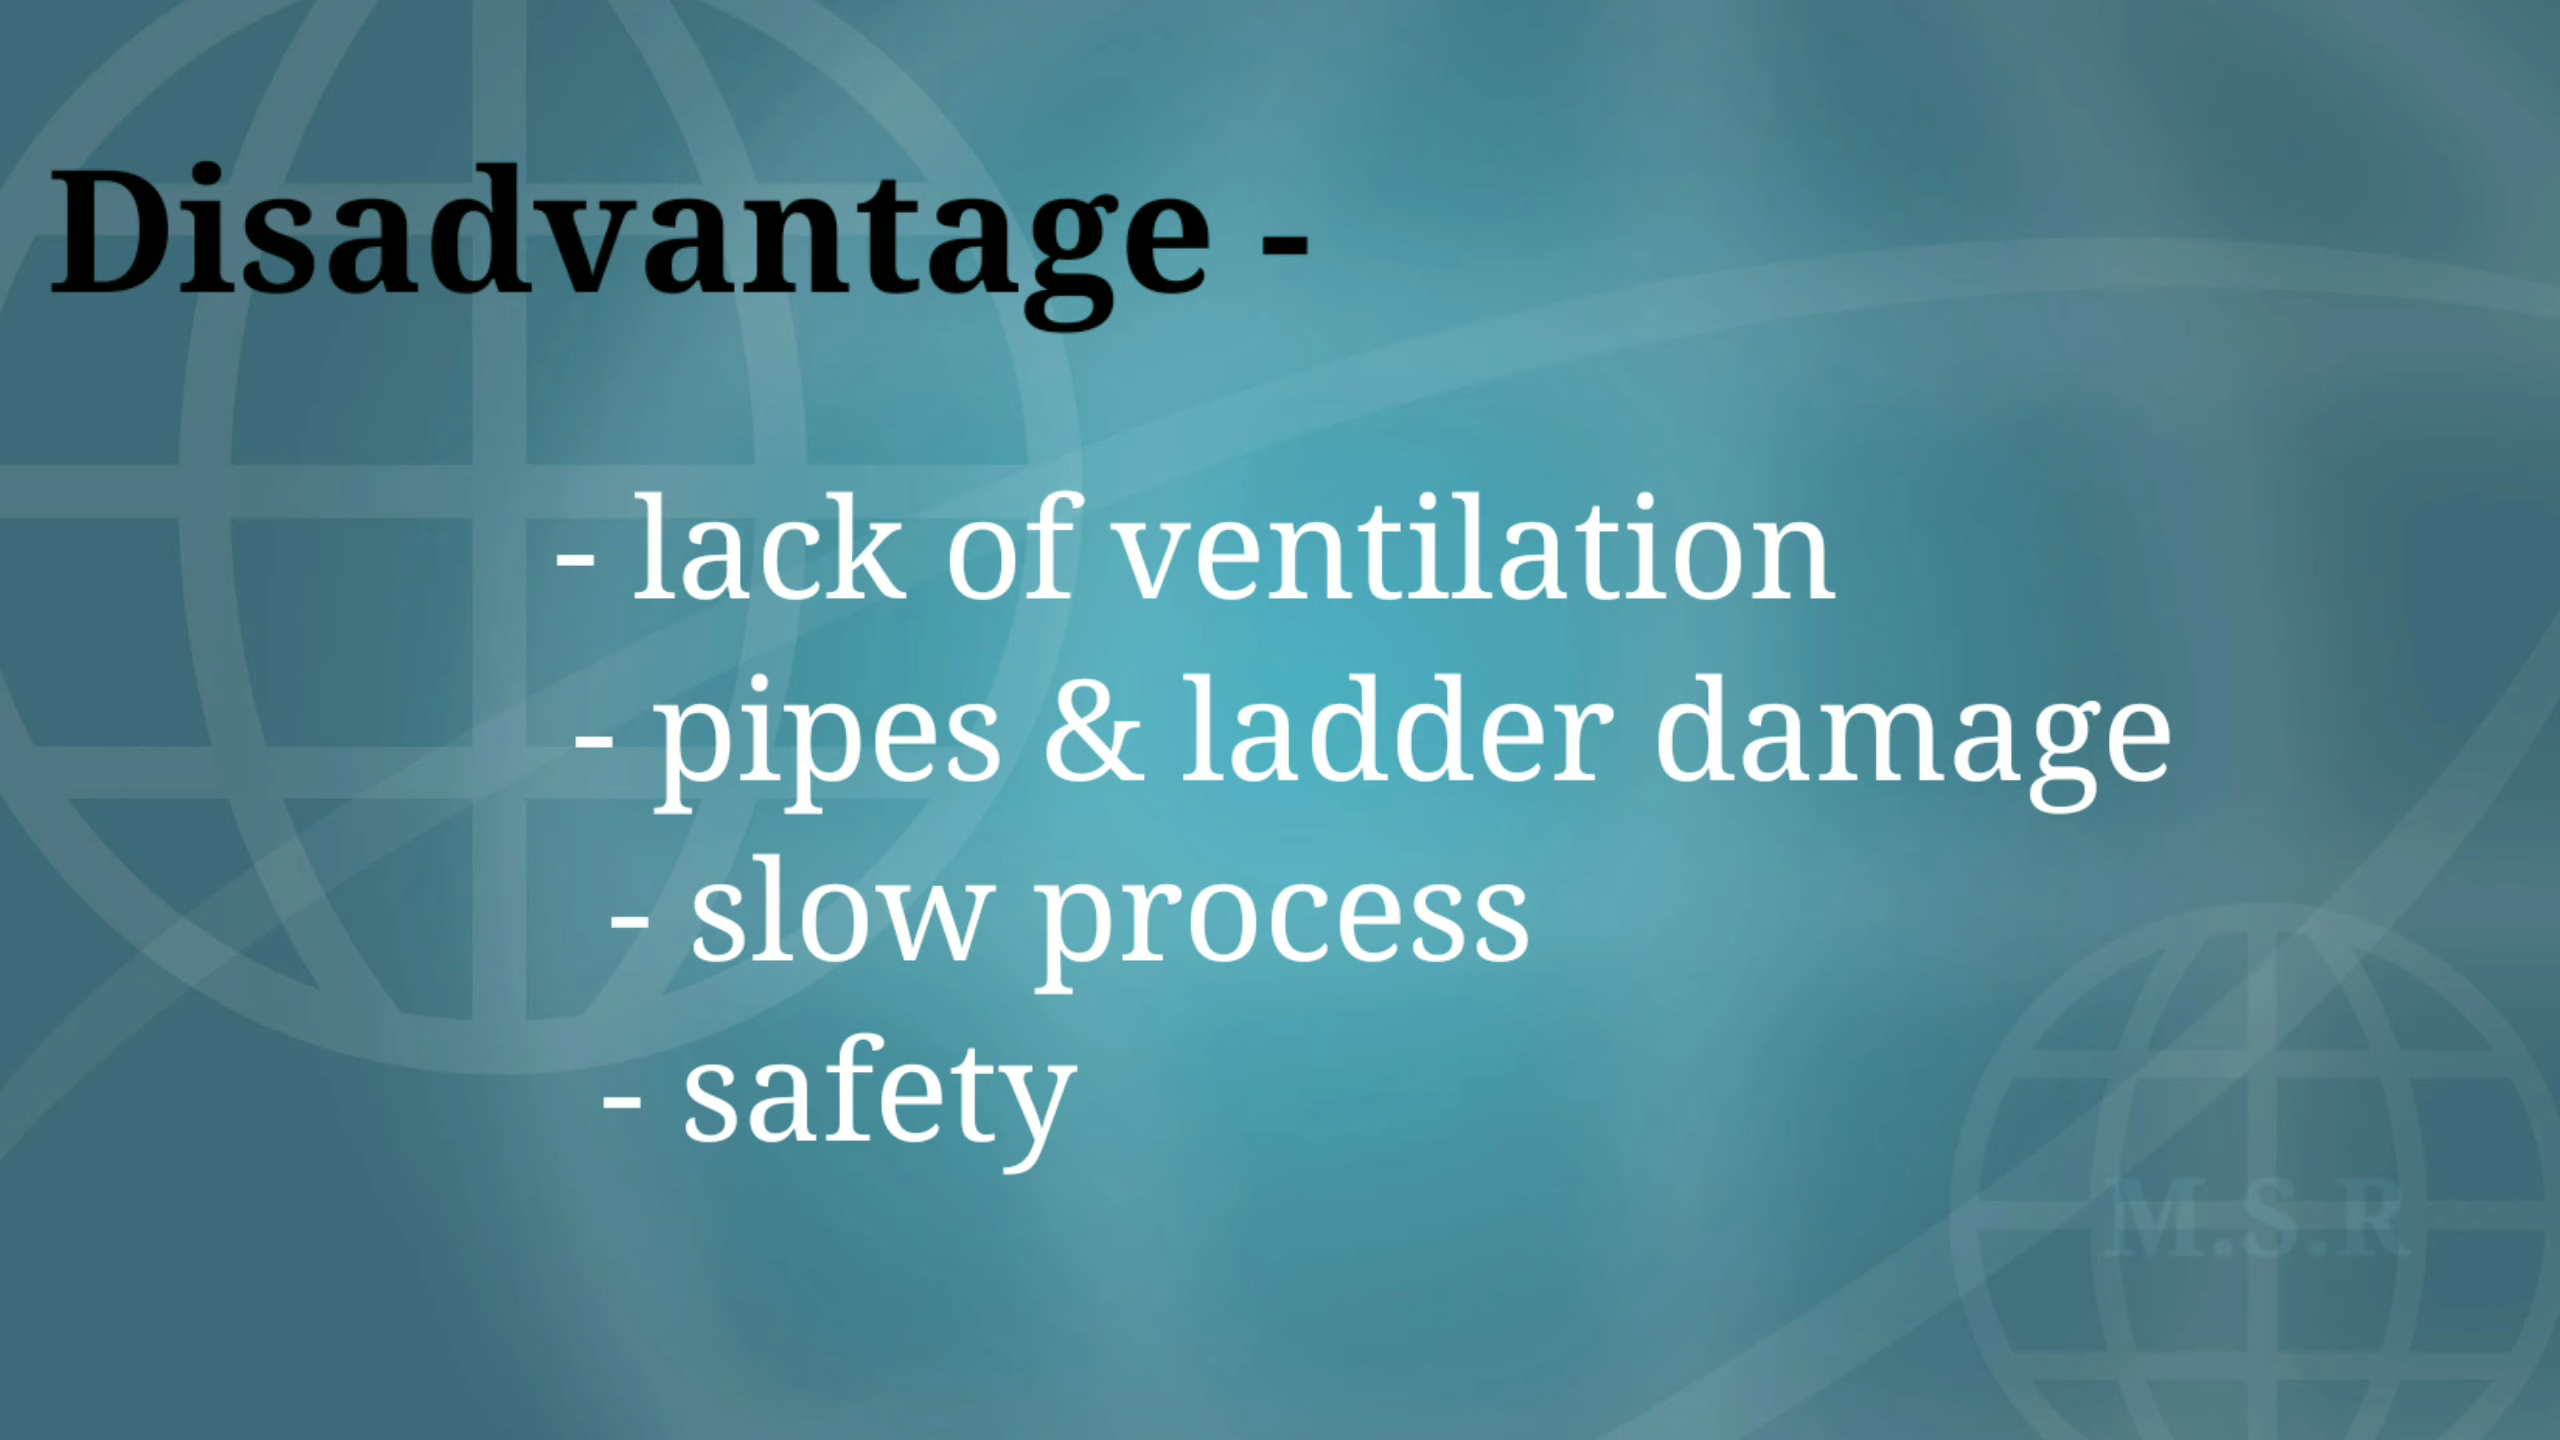 Disadvantage -
- lack of ventilation
- pipes & ladder damage
- slow process
- safety
M.S.R